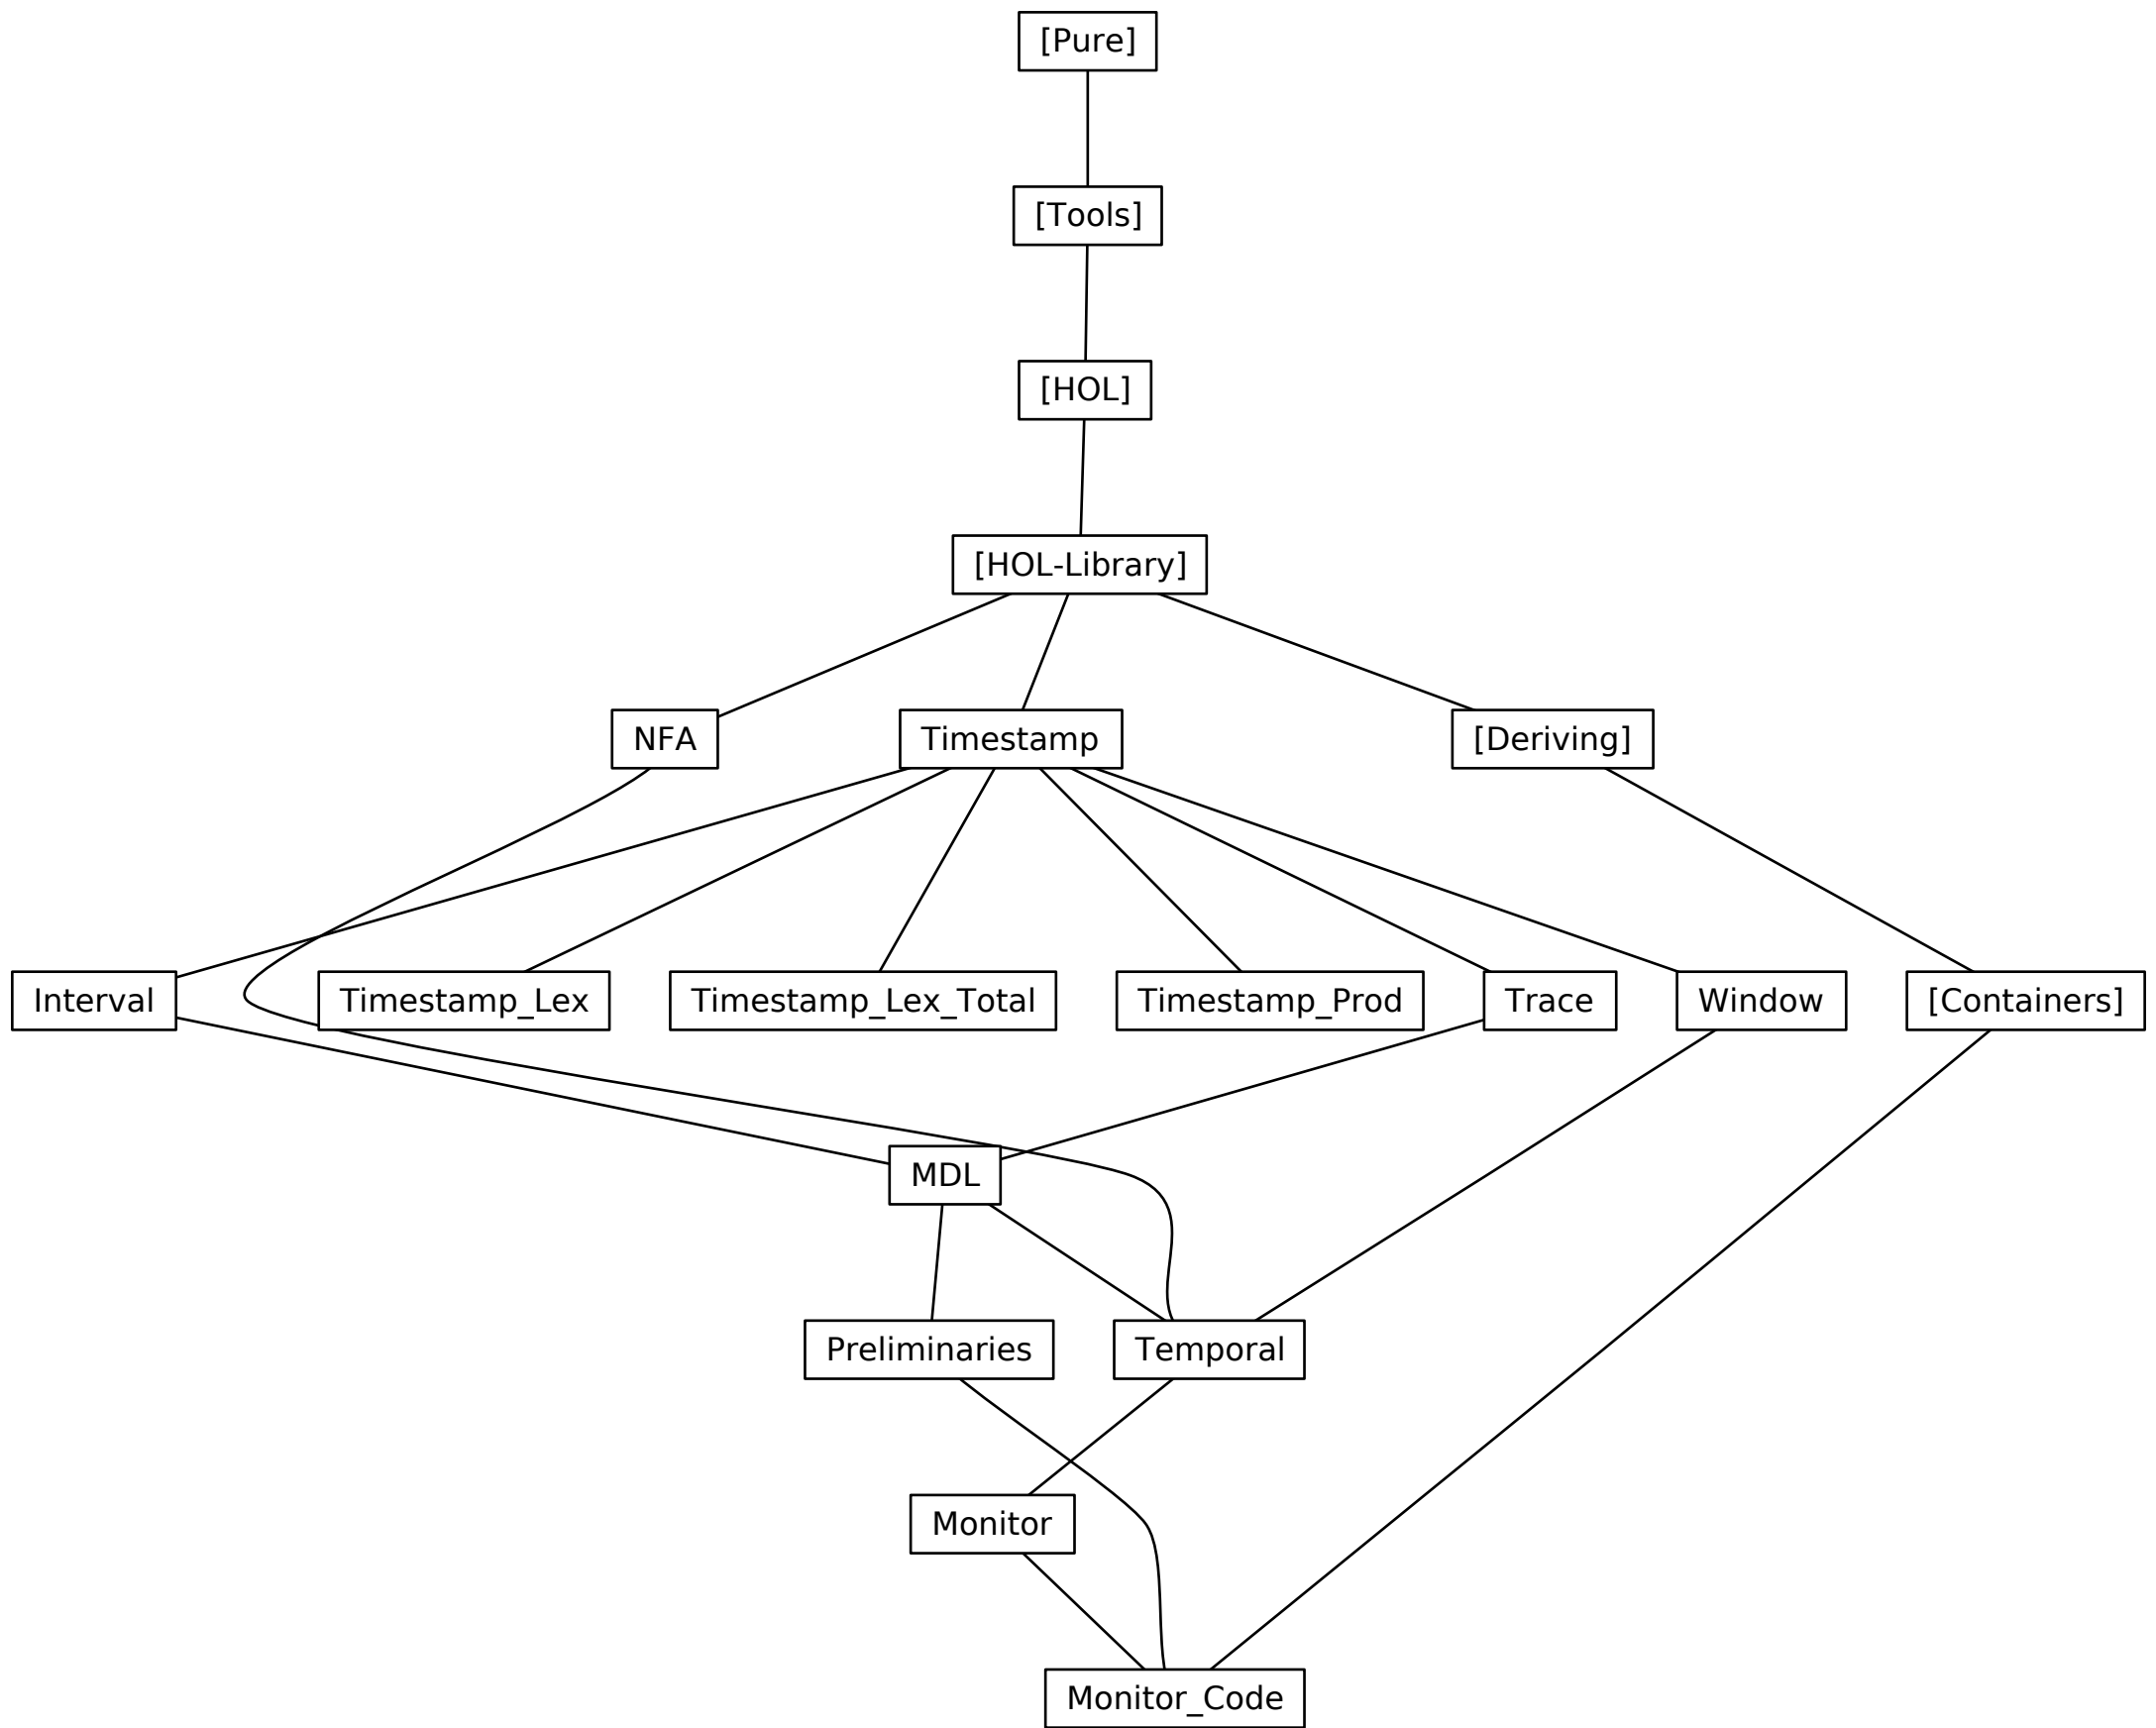 [Pure]
[Tools]
[HOL]
[HOL-Library]
NFA
Timestamp
[Deriving]
Interval
Timestamp_Lex
Timestamp_Lex_Total
Timestamp_Prod
Trace
Window
[Containers]
MDL
Preliminaries
Temporal
Monitor
Monitor_Code